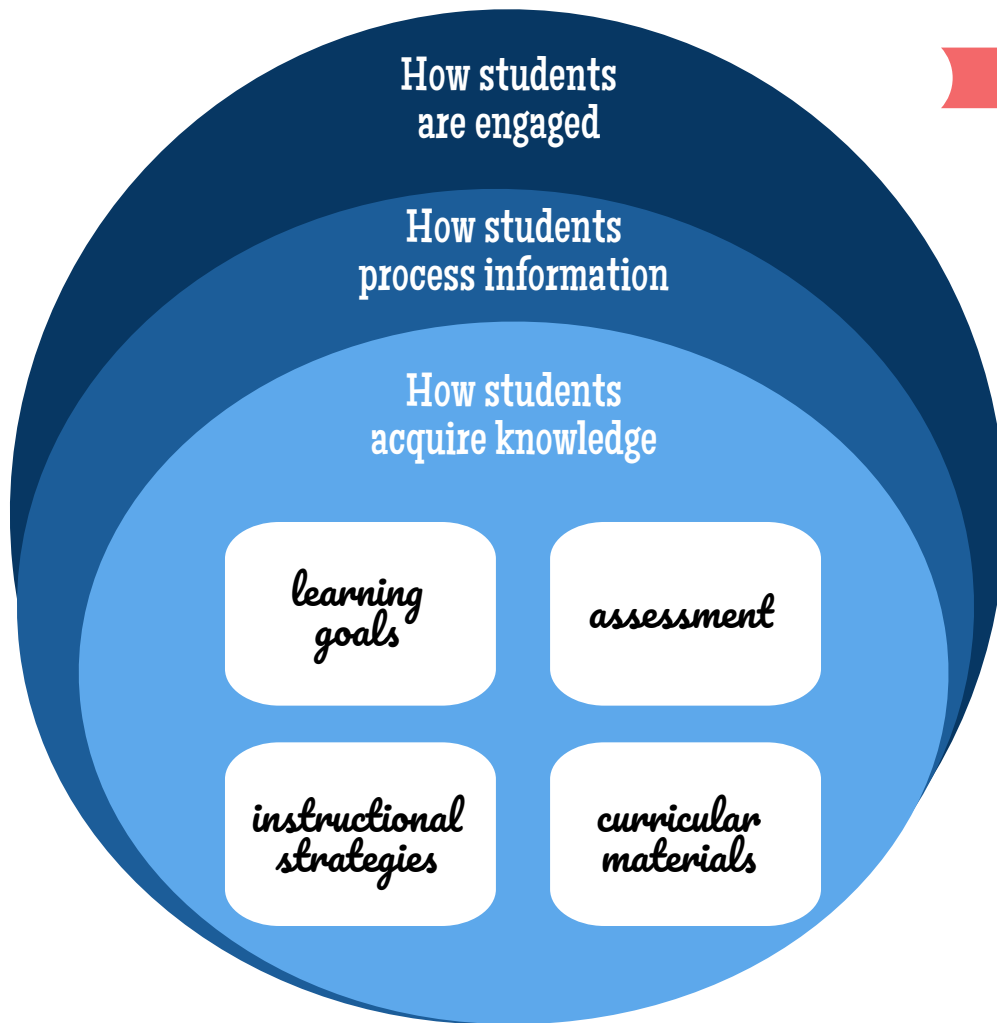 How students
are engaged
How students
process information
How students
acquire knowledge
learning
goals
assessment
instructional
strategies
curricular
materials